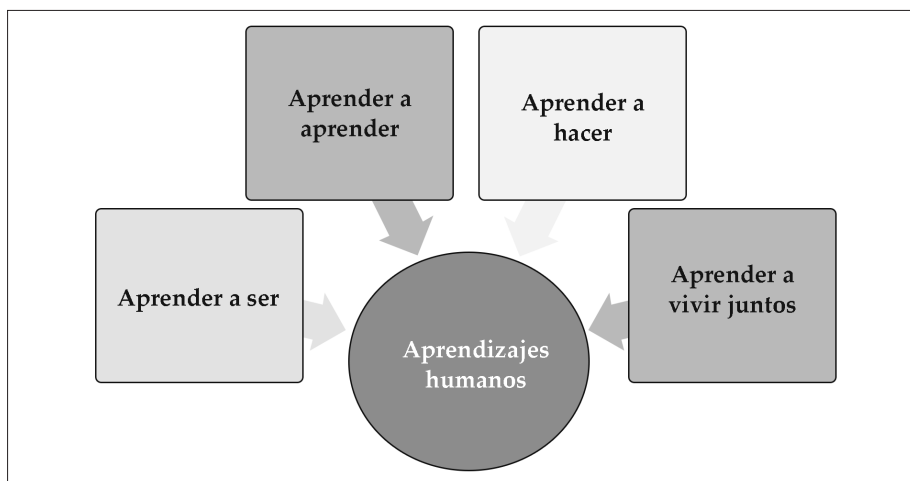 Aprender a
aprender
Aprender a
hacer
Aprender a ser
Aprender a
vivir juntos
Aprendizajes
humanos